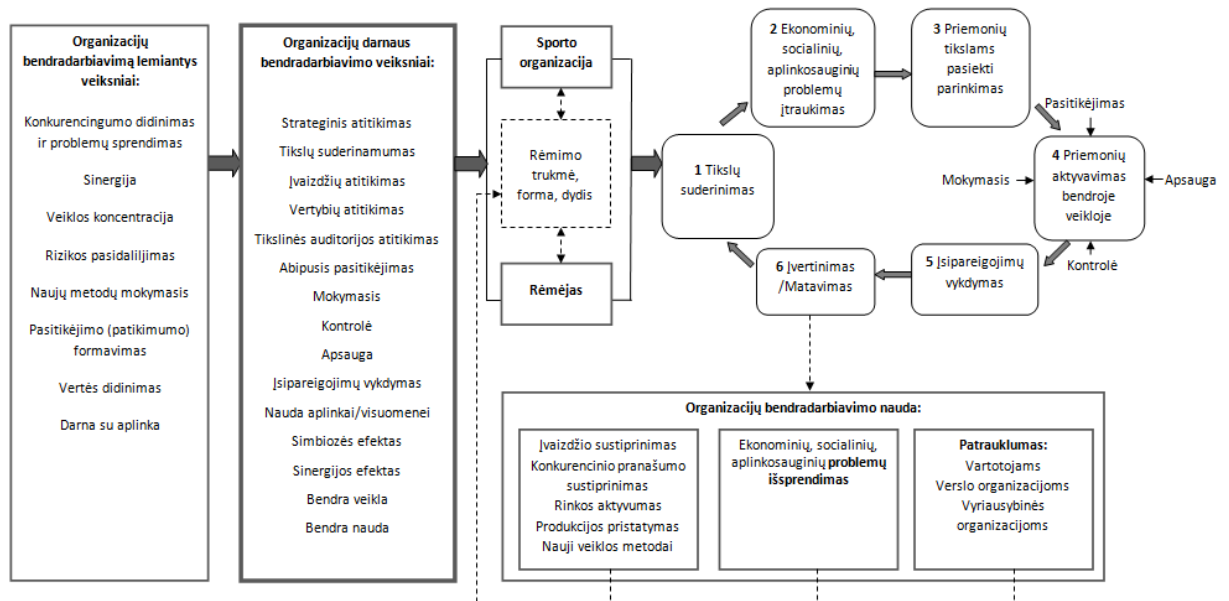 Organizacijų
bendradarbiavimą lemiantys
veiksniai:
Konkurencingumo didinimas
ir problemų sprendimas
Sinergija
Veiklos koncentracija
Rizikos pasidaliljimas
Naujų metodų mokymasis
Pasitikėjimo (patikimumo)
formavimas
Vertės didinimas
Darna su aplinka
Organizacijų darnaus
bendradarbiavimo veiksniai:
Strateginis atitikimas
Tikslų suderinamumas
Įvaizdžių atitikimas
Vertybių atitikimas
Tikslinės auditorijos atitikimas
Abipusis pasitikėjimas
Mokymasis
Kontrolė
Apsauga
Įsipareigojimų vykdymas
Nauda aplinkai/visuomenei
Simbiozės efektas
Sinergijos efektas
Bendra veikla
Bendra nauda
Sporto
organizacija
Rėmimo
trukmė,
forma, dydis
Rėmėjas
1 Tikslų
suderinimas
2 Ekonominių,
socialinių,
aplinkosauginių
problemų
įtraukimas
3 Priemonių
tikslams
pasiekti
parinkimas
Pasitikėjimas
Mokymasis
4 Priemonių
aktyvavimas
bendroje
veikloje
Apsauga
Kontrolė
5 Įsipareigojimų
vykdymas
6 Įvertinimas
/Matavimas
Organizacijų bendradarbiavimo nauda:
Įvaizdžio sustiprinimas
Konkurencinio pranašumo
sustiprinimas
Rinkos aktyvumas
Produkcijos pristatymas
Nauji veiklos metodai
Ekonominių, socialinių,
aplinkosauginių problemų
išsprendimas
Patrauklumas:
Vartotojams
Verslo organizacijoms
Vyriausybinės
organizacijoms